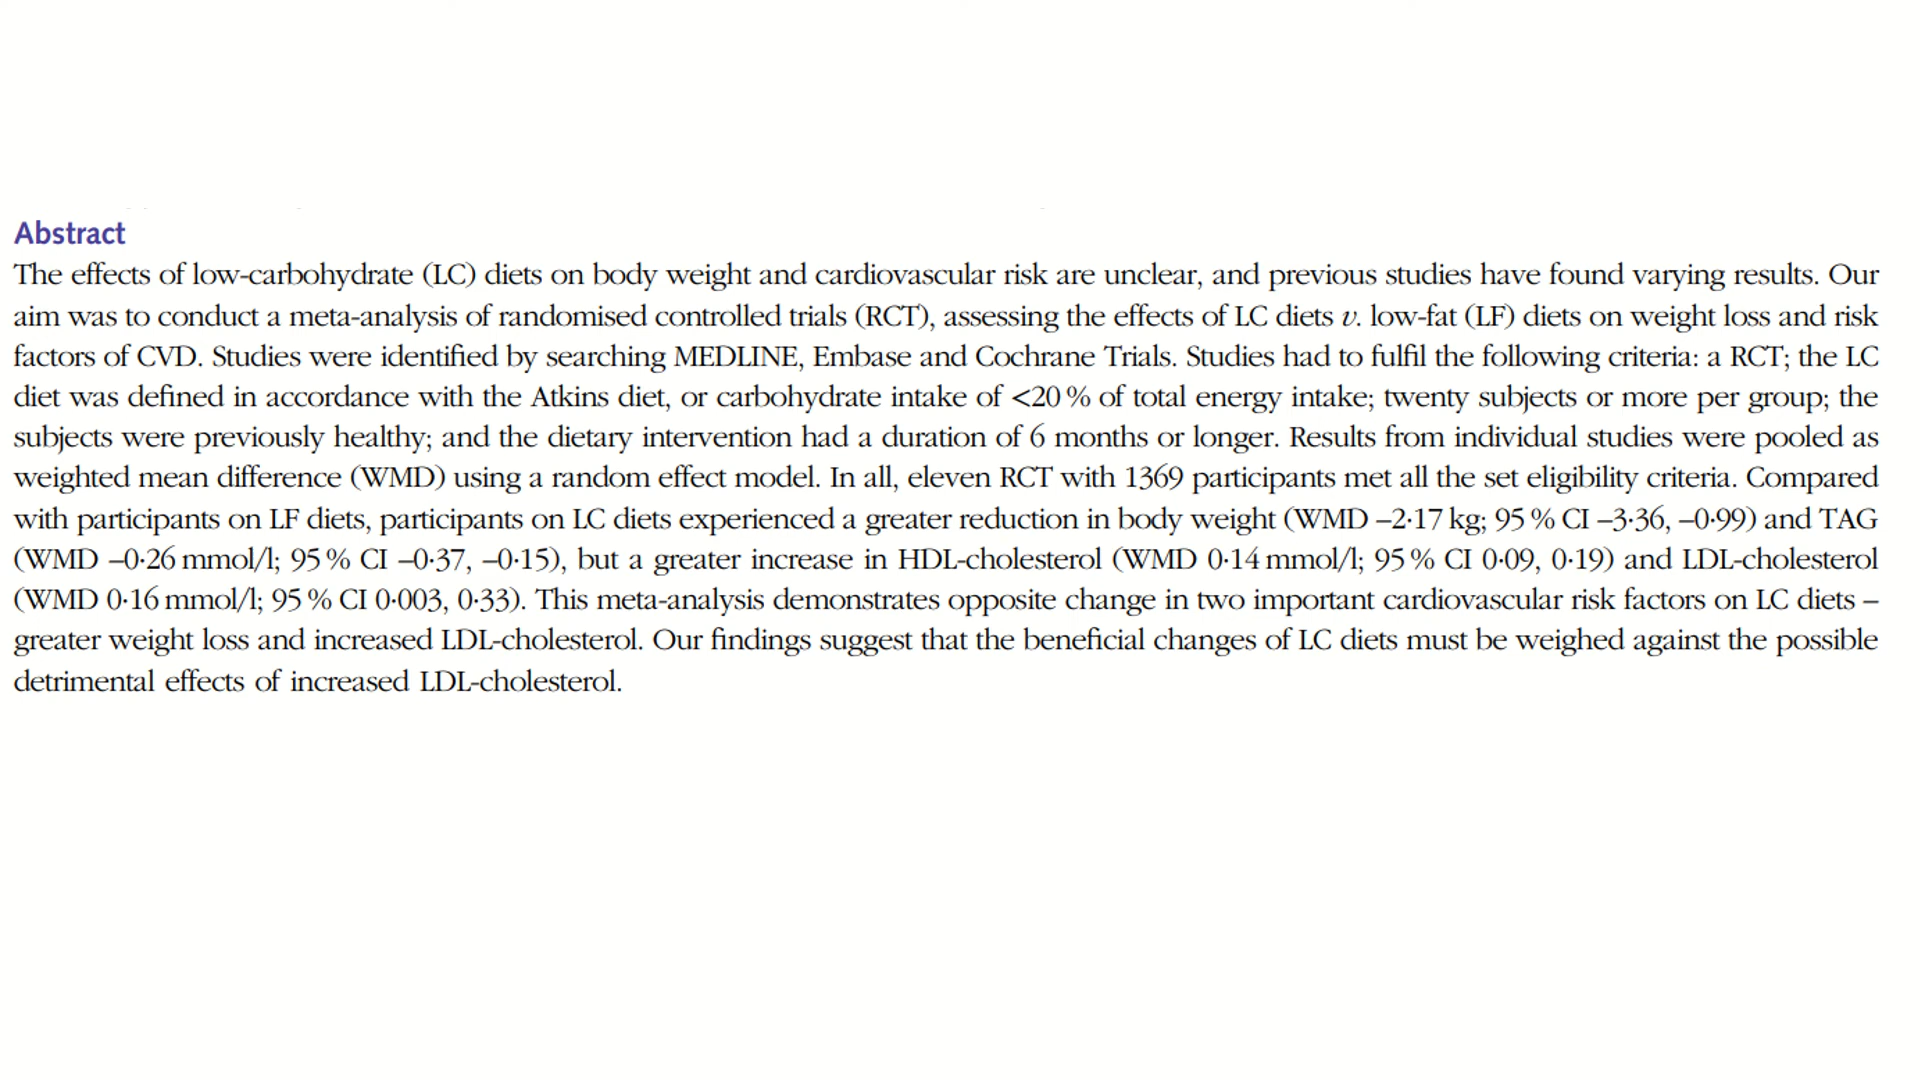 Abstract
The effects of low-carbohydrate (LC) diets on body weight and cardiovascular risk are unclear, and previous studies have found varying results. Our
aim was to conduct a meta-analysis of randomised controlled trials (RCT), assessing the effects of LC diets v. low-fat (LF) diets on weight loss and risk
factors of CVD. Studies were identified by searching MEDLINE, Embase and Cochrane Trials. Studies had to fulfil the following criteria: a RCT; the LC
diet was defined in accordance with the Atkins diet, or carbohydrate intake of <20 % of total energy intake; twenty subjects or more per group; the
subjects were previously healthy; and the dietary intervention had a duration of 6 months or longer. Results from individual studies were pooled as
weighted mean difference (WMD) using a random effect model. In all, eleven RCT with 1369 participants met all the set eligibility criteria. Compared
with participants on LF diets, participants on LC diets experienced a greater reduction in body weight (WMD –2·17 kg; 95 % CI –3·36, –0·99) and TAG
(WMD –0·26 mmol/l; 95 % CI –0·37, –0·15), but a greater increase in HDL-cholesterol (WMD 0·14 mmol/l; 95 % CI 0·09, 0·19) and LDL-cholesterol
(WMD 0·16 mmol/l; 95 % CI 0·003, 0·33). This meta-analysis demonstrates opposite change in two important cardiovascular risk factors on LC diets –
greater weight loss and increased LDL-cholesterol. Our findings suggest that the beneficial changes of LC diets must be weighed against the possible
detrimental effects of increased LDL-cholesterol.